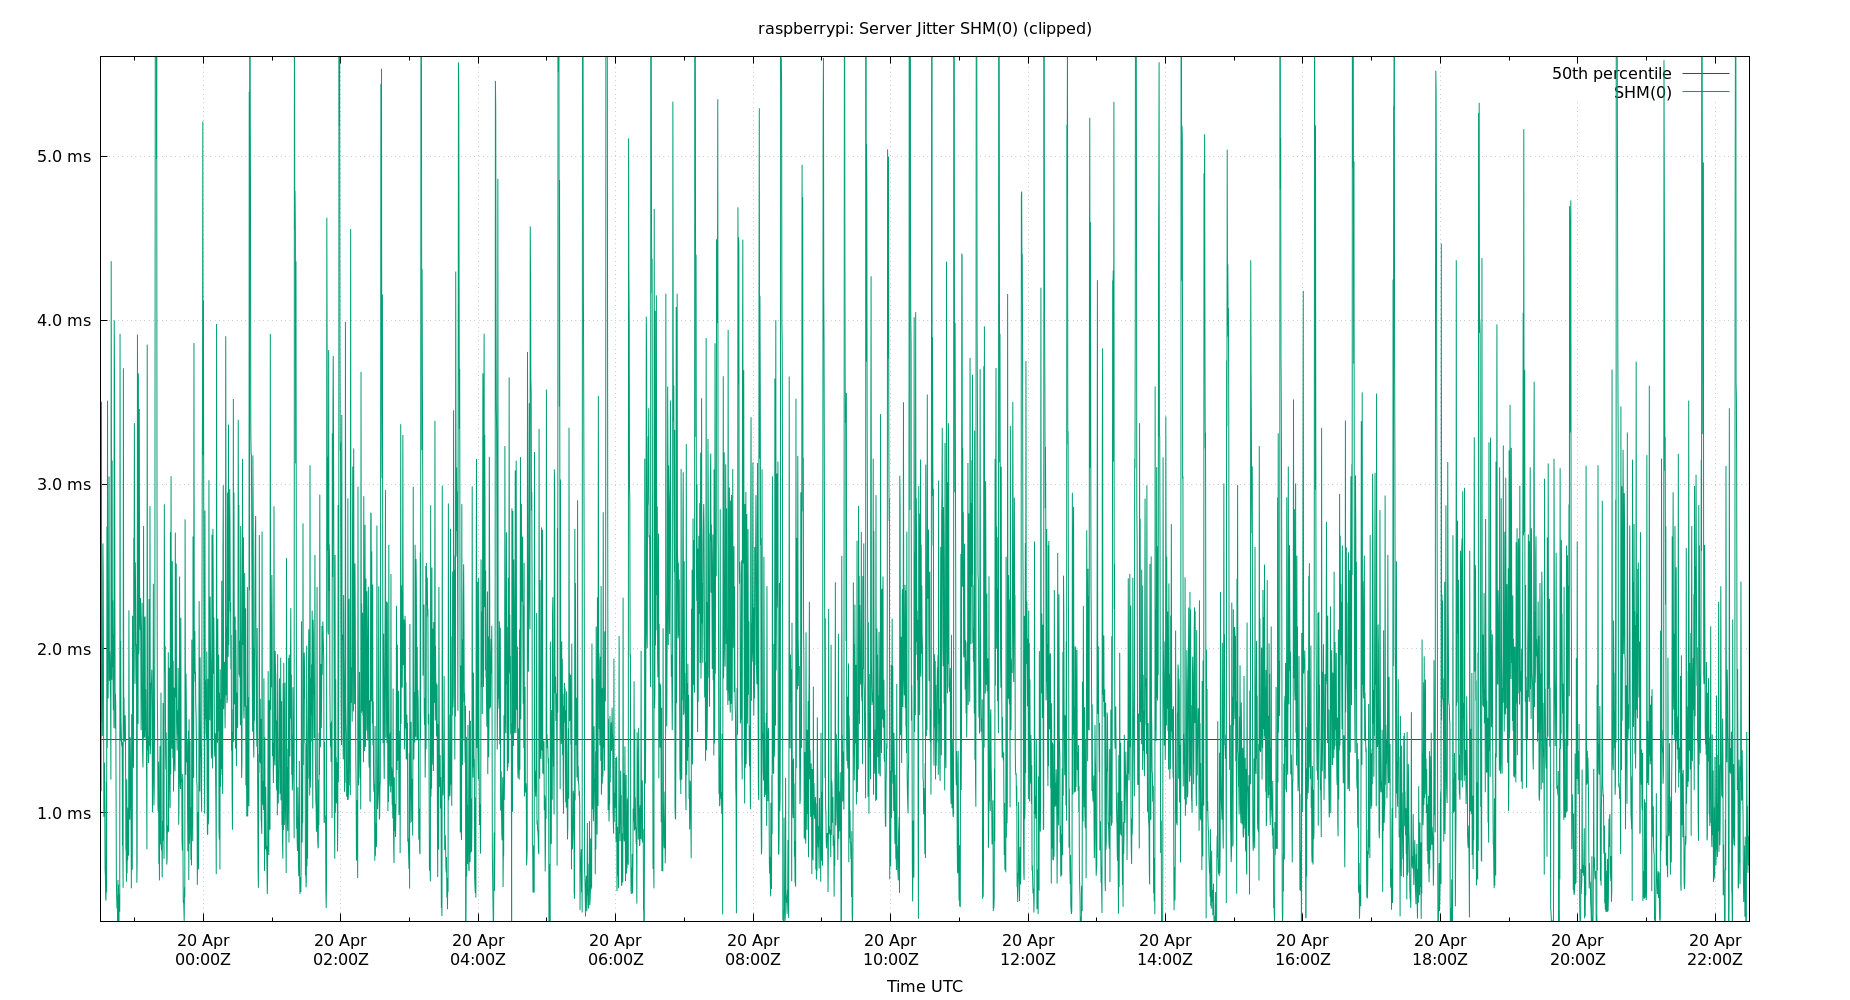 raspberrypi: Server Jitter SHM(0) (clipped)
50th percentile
SHM(0)
5.0 ms
4.0 ms
3.0 ms
2.0 ms
1.0 ms
20 Apr 20 Apr 20 Apr 20 Apr 20 Apr 20 Apr 20 Apr 20 Apr 20 Apr 20 Apr 20 Apr 20 Apr
00:00Z 02:00Z 04:00Z 06:00Z 08:00Z 10:00Z 12:00Z 14:00Z 16:00Z 18:00Z 20:00Z 22:00Z
Time UTC